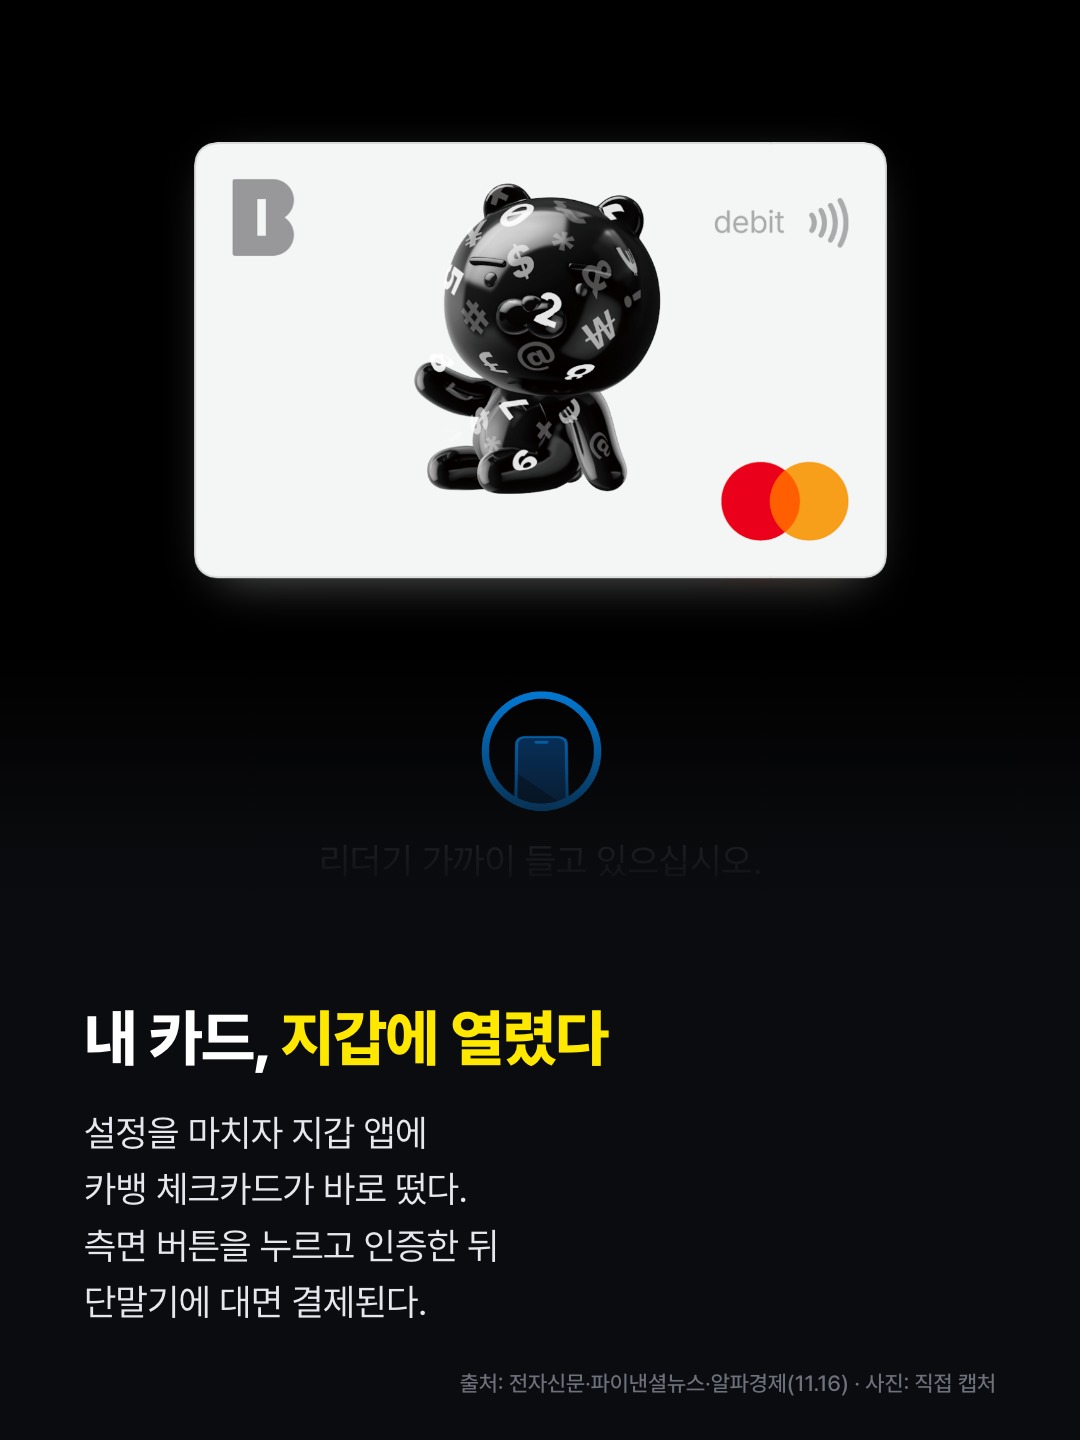 B
debit
리더기 가까이 들고 있으십시오.
내 카드, 지갑에 열렸다
설정을 마치자 지갑 앱에
카뱅 체크카드가 바로 떴다.
측면 버튼을 누르고 인증한 뒤
단말기에 대면 결제된다.
출처: 전자신문·파이낸셜뉴스·알파경제(11.16) · 사진: 직접 캡처